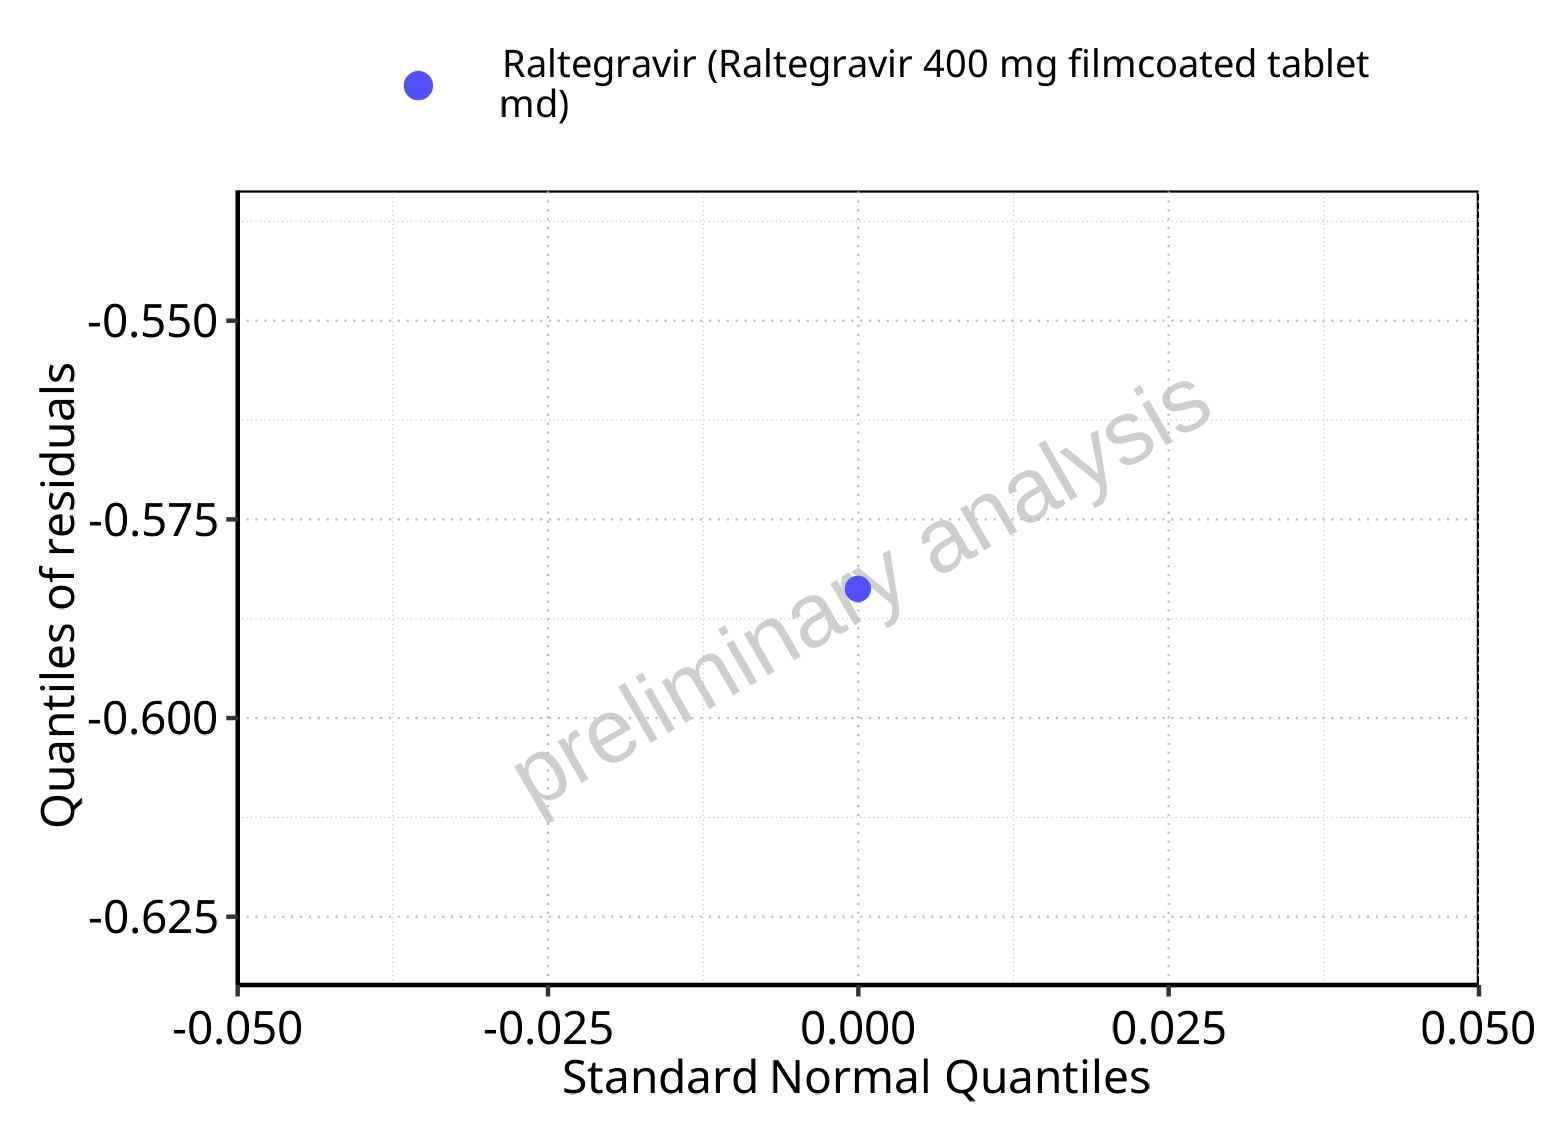 Raltegravir (Raltegravir 400 mg filmcoated tablet
md)
-0.550
-0.575
-0.600
-0.625
Quantiles of residuals
preliminary analysis
-0.050
-0.025
0.000
0.025
0.050
Standard Normal Quantiles